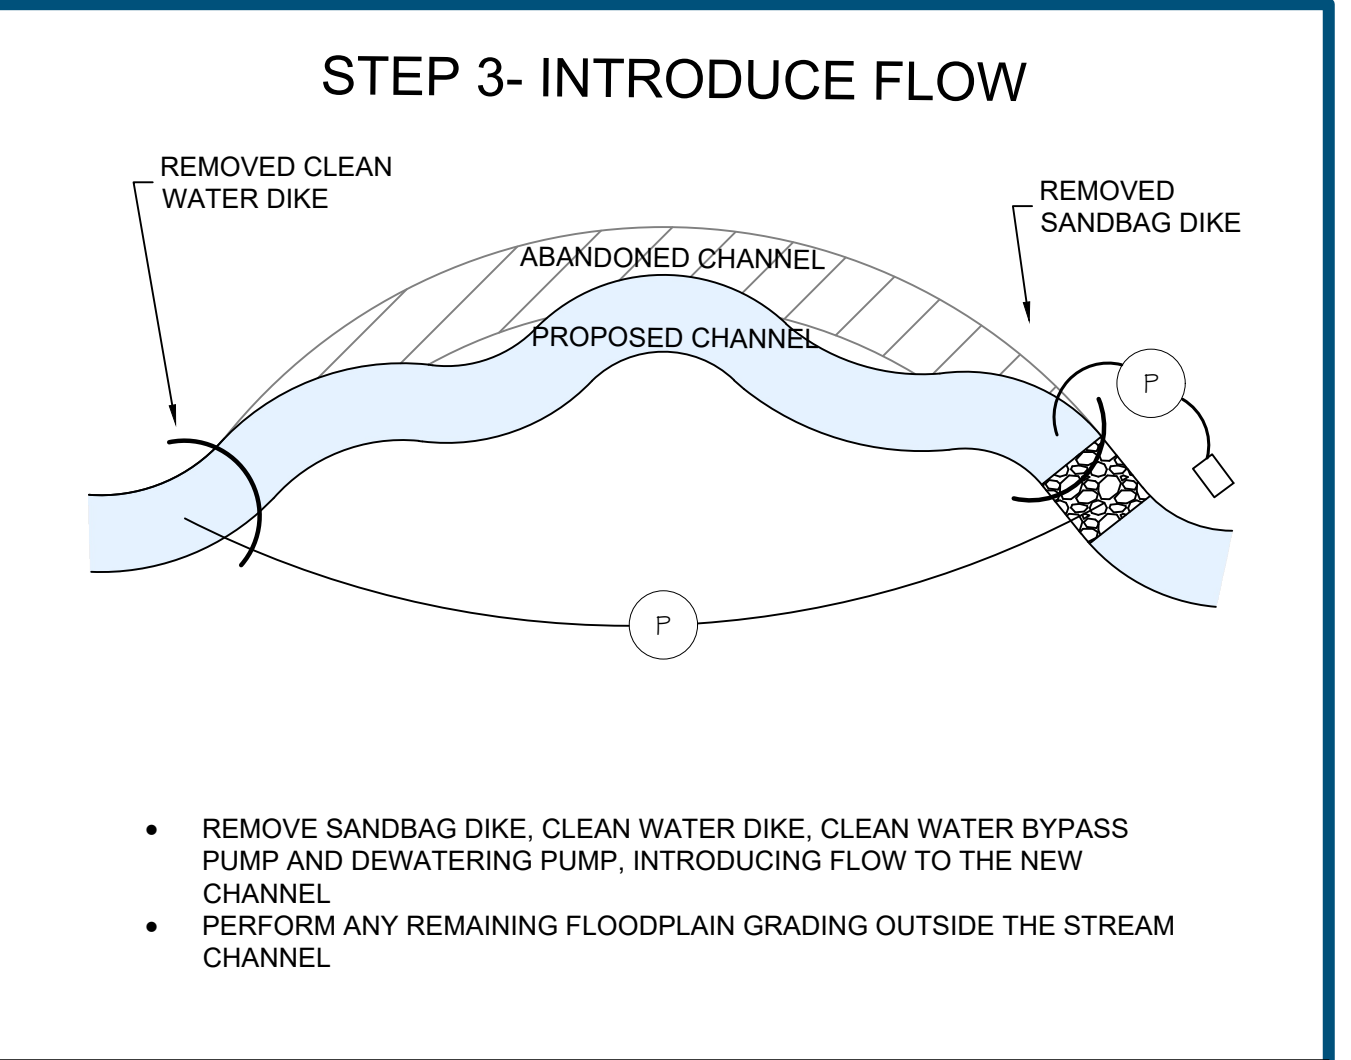 STEP 3- INTRODUCE FLOW
REMOVED CLEAN
WATER DIKE
REMOVED
SANDBAG DIKE
ABANDONED CHANNEL
PROPOSED CHANNEL
P
P
• REMOVE SANDBAG DIKE, CLEAN WATER DIKE, CLEAN WATER BYPASS
PUMP AND DEWATERING PUMP, INTRODUCING FLOW TO THE NEW
CHANNEL
• PERFORM ANY REMAINING FLOODPLAIN GRADING OUTSIDE THE STREAM
CHANNEL